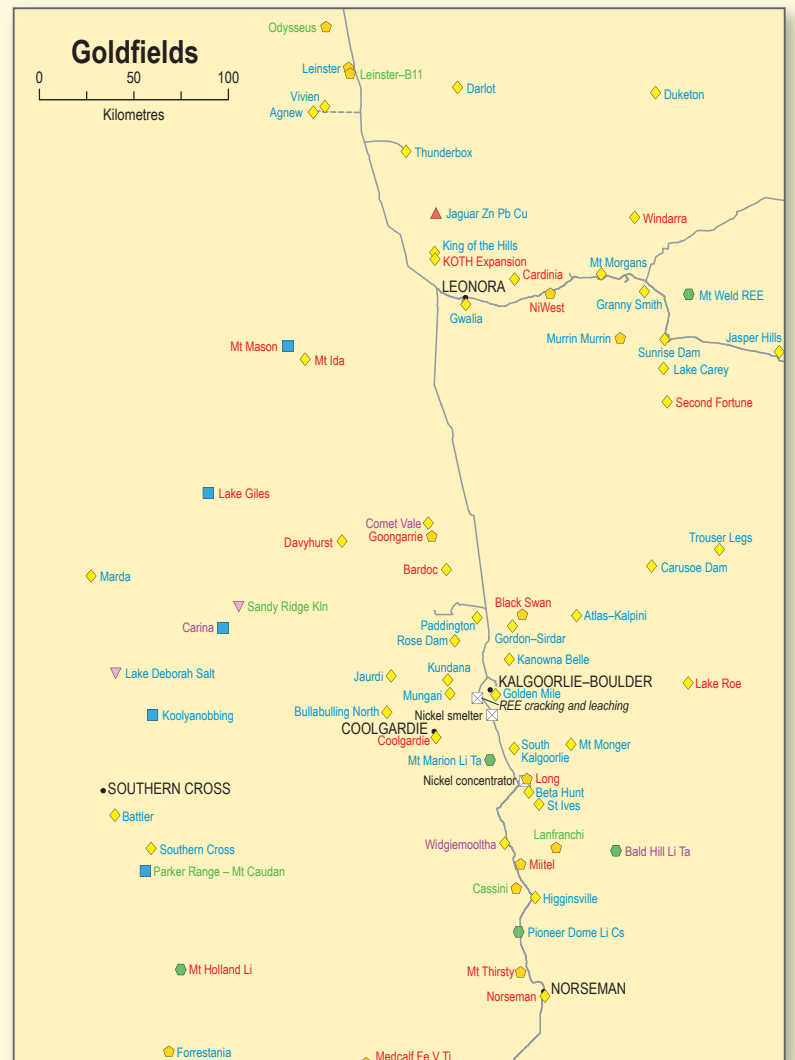 Odysseus
Goldfields
0 50 100
Kilometres
Leinster
Leinster–B11
Darlot
Duketon
Vivien
Agnew
Thunderbox
Jaguar Zn Pb Cu
Windarra
King of the Hills
KOTH Expansion
Mt Morgans
Cardinia
LEONORA
Mt Weld REE
NiWest
Granny Smith
Gwalia
Murrin Murrin
Jasper Hills
Mt Mason
Sunrise Dam
Mt Ida
Lake Carey
Second Fortune
Lake Giles
Comet Vale
Goongarrie
Davyhurst
Trouser Legs
Bardoc
Carusoe Dam
Marda
Black Swan
Sandy Ridge Kln
Atlas–Kalpini
Carina
Paddington
Rose Dam
Gordon–Sirdar
Kanowna Belle
Kundana
Lake Deborah Salt
Jaurdi
KALGOORLIE–BOULDER
Lake Roe
Mungari
Golden Mile
REE cracking and leaching
Bullabulling North
Koolyanobbing
Nickel smelter
COOLGARDIE
Coolgardie
South
Kalgoorlie
Mt Monger
Mt Marion Li Ta
Nickel concentrator
Long
SOUTHERN CROSS
Beta Hunt
St Ives
Battler
Lanfranchi
Widgiemooltha
Southern Cross
Bald Hill Li Ta
Miitel
Parker Range – Mt Caudan
Cassini
Higginsville
Pioneer Dome Li Cs
Mt Holland Li
Mt Thirsty
NORSEMAN
Norseman
Forrestania
Medcalf Fe V Ti